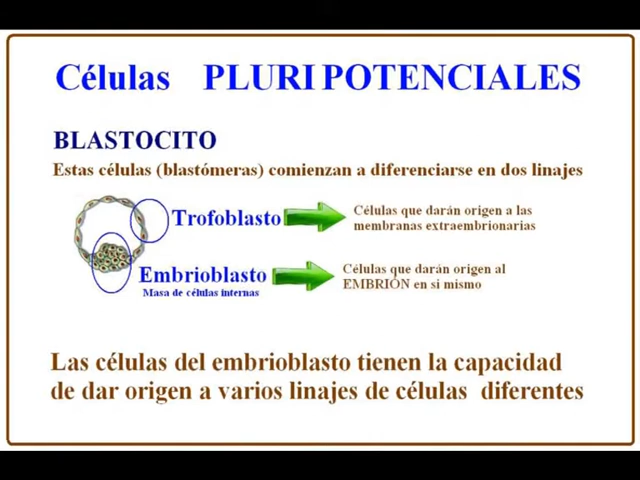 Células PLURIPOTENCIALES
BLASTOCITO
Estas células (blastómeras) comienzan a diferenciarse en dos linajes
Trofoblasto
Células que darán origen a las
membranas extraembrionarias
Embrioblasto
Masa de células internas
Células que darán origen al
EMBRIÓN en si mismo
Las células del embrioblasto tienen la capacidad
de dar origen a varios linajes de células diferentes